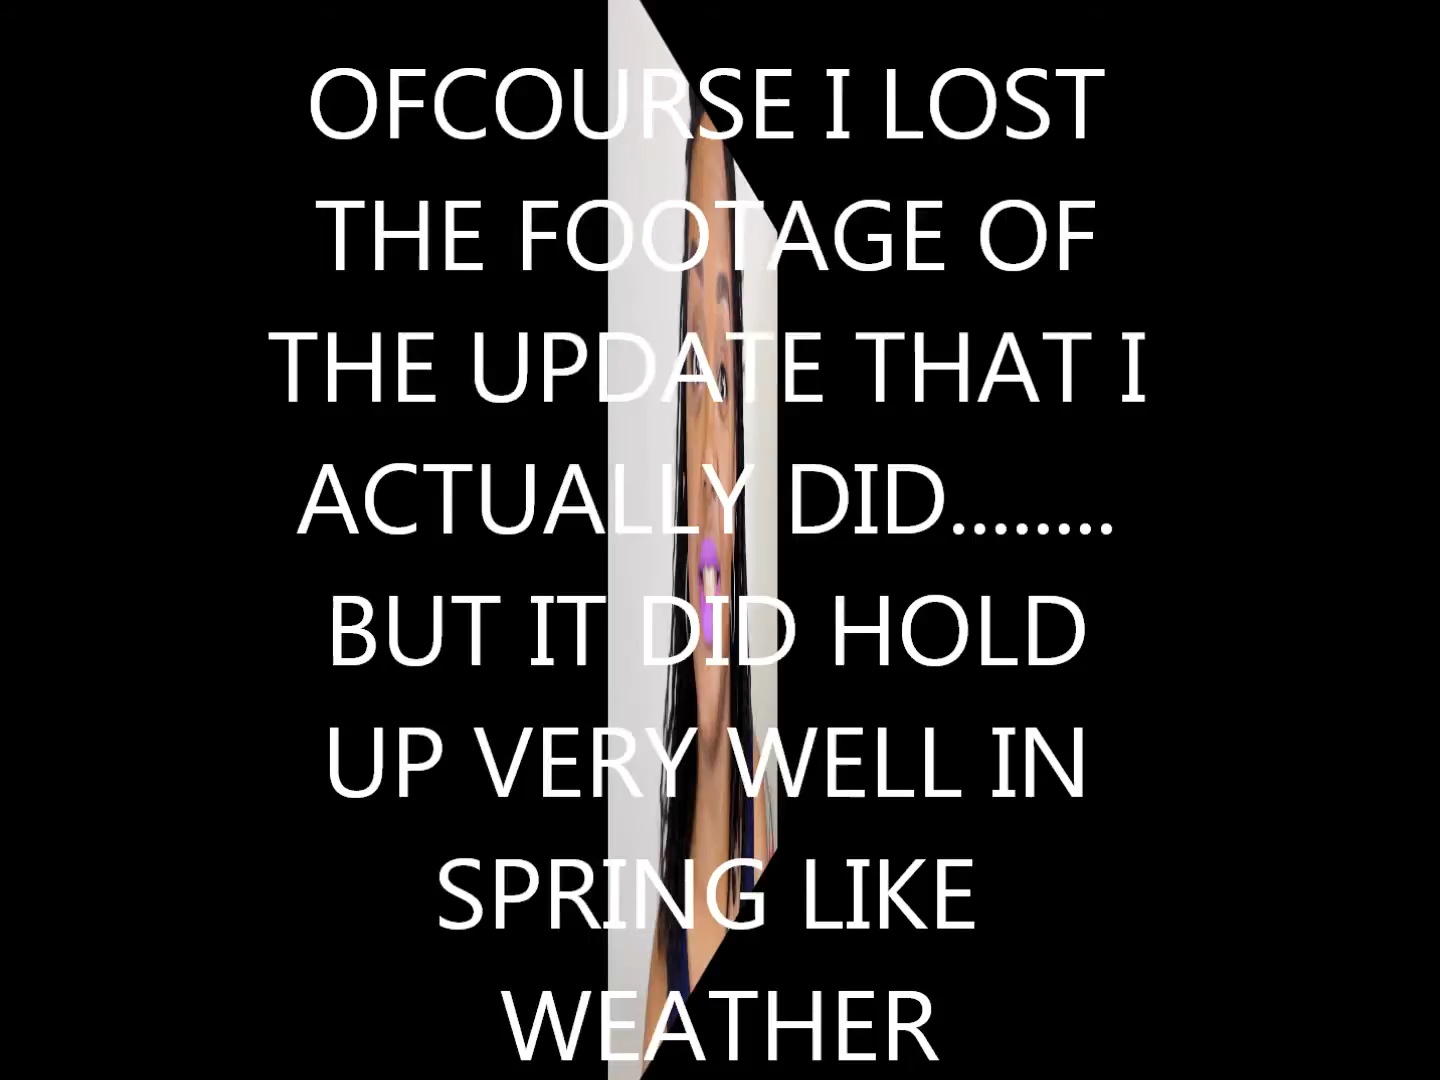 OFCOURSE I LOST
THE FOOTAGE OF
THE UPDATE THAT I
ACTUALLY DID........
BUT IT DID HOLD
UP VERY WELL IN
SPRING LIKE
WEATHER